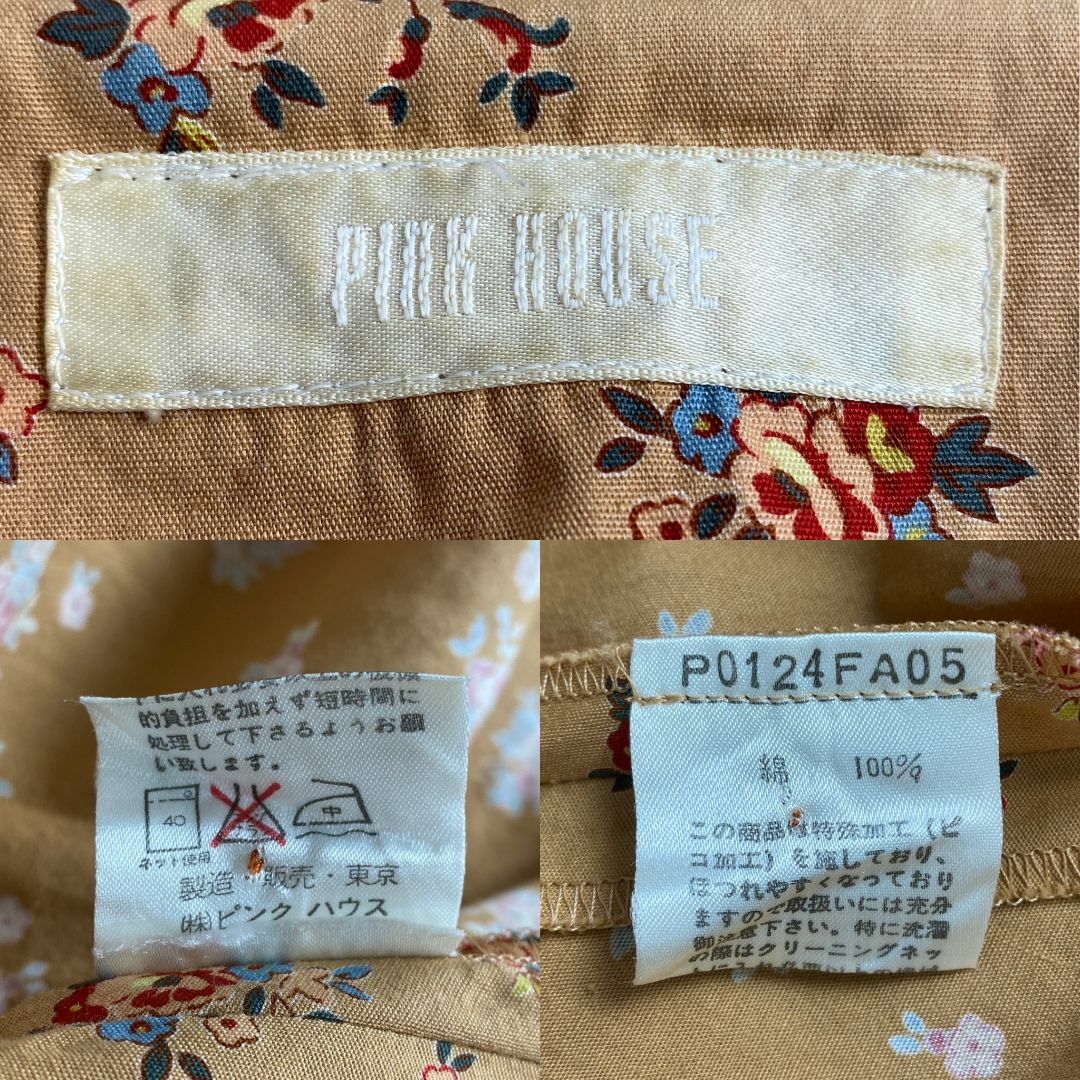 PINK HOUSE
的負担を加えず短時間に
処理して下さるようお願
い致します。
40
中
ネット使用
製造・販売・東京
㈱ピンク ハウス
P0124FA05
綿 100%
この商品は特殊加工（ピ
コ加工）を施しており、
ほつれやすくなっており
ますので取扱いには充分
御注意下さい。特に洗濯
の際はクリーニングネッ